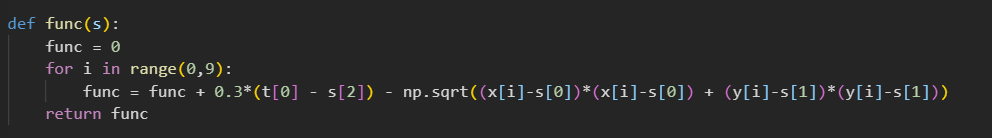 def func(s):
    func = 0
    for i in range(0,9):
        func = func + 0.3*(t[0] - s[2]) - np.sqrt((x[i]-s[0])*(x[i]-s[0]) + (y[i]-s[1])*(y[i]-s[1]))
    return func